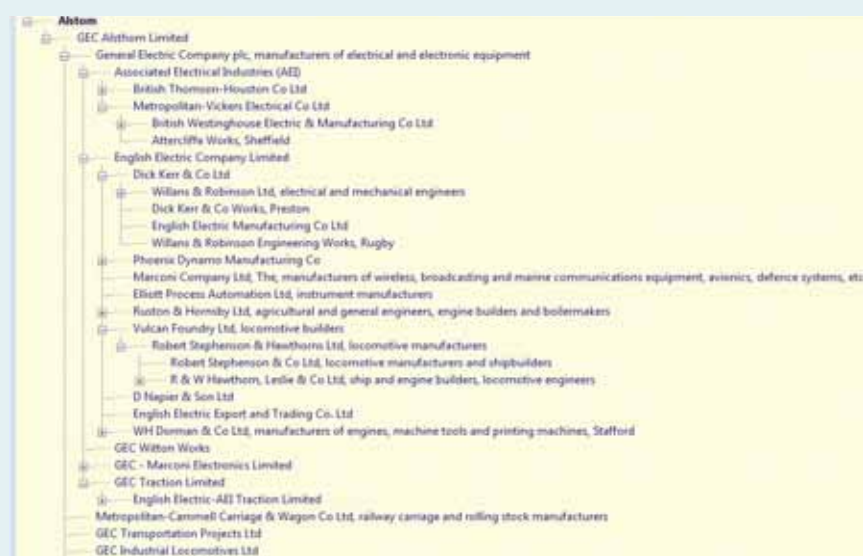 Alstom
GEC Alsthom Limited
General Electric Company plc, manufacturers of electrical and electronic equipment
Associated Electrical Industries (AEI)
British Thomson-Houston Co Ltd
Metropolitan-Vickers Electrical Co Ltd
British Westinghouse Electric & Manufacturing Co Ltd
Attercliffe Works, Sheffield
English Electric Company Limited
Dick Kerr & Co Ltd
Willans & Robinson Ltd, electrical and mechanical engineers
Dick Kerr & Co Works, Preston
English Electric Manufacturing Co Ltd
Willans & Robinson Engineering Works, Rugby
Phoenix Dynamo Manufacturing Co
Marconi Company Ltd, The, manufacturers of wireless, broadcasting and marine communications equipment, avionics, defence systems, etc
Elliott Process Automation Ltd, instrument manufacturers
Ruston & Hornsby Ltd, agricultural and general engineers, engine builders and boilermakers
Vulcan Foundry Ltd, locomotive builders
Robert Stephenson & Hawthorns Ltd, locomotive manufacturers
Robert Stephenson & Co Ltd, locomotive manufacturers and shipbuilders
R & W Hawthorn, Leslie & Co Ltd, ship and engine builders, locomotive engineers
D Napier & Son Ltd
English Electric Export and Trading Co. Ltd
WH Dorman & Co Ltd, manufacturers of engines, machine tools and printing machines, Stafford
GEC Witton Works
GEC - Marconi Electronics Limited
GEC Traction Limited
English Electric-AEI Traction Limited
Metropolitan-Cammell Carriage & Wagon Co Ltd, railway carriage and rolling stock manufacturers
GEC Transportation Projects Ltd
GEC Industrial Locomotives Ltd